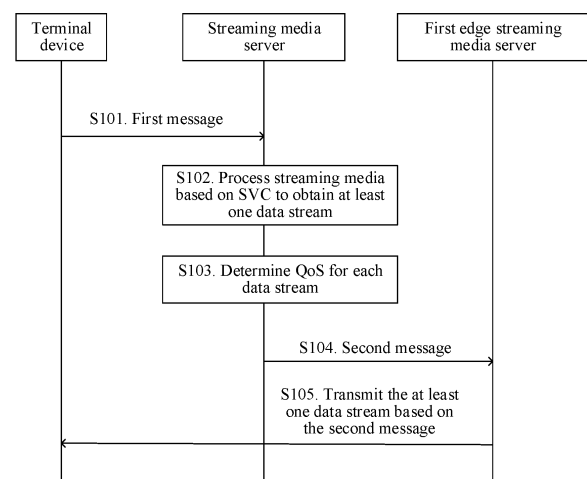 Terminal
device
Streaming media
server
First edge streaming
media server
S101. First message
S102. Process streaming media
based on SVC to obtain at least
one data stream
S103. Determine QoS for each
data stream
S104. Second message
S105. Transmit the at least
one data stream based on
the second message